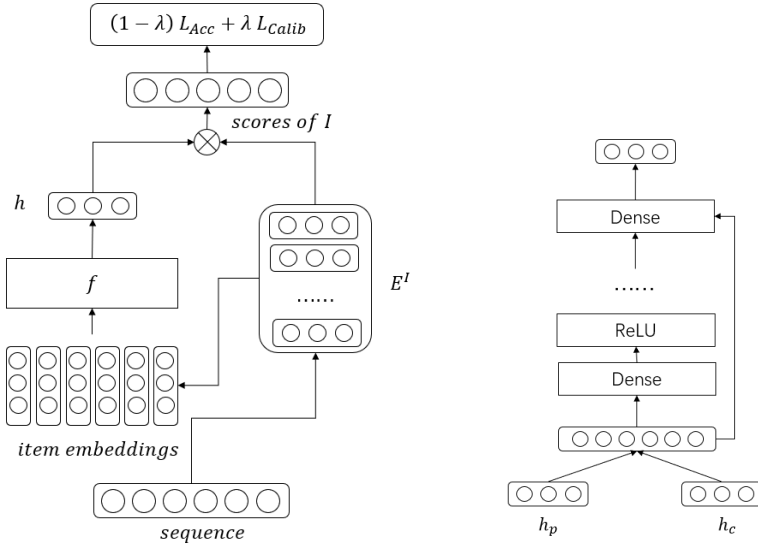 (1 − λ) L_Acc + λ L_Calib
scores of I
h
f
......
E^I
item embeddings
sequence
Dense
......
ReLU
Dense
h_p
h_c